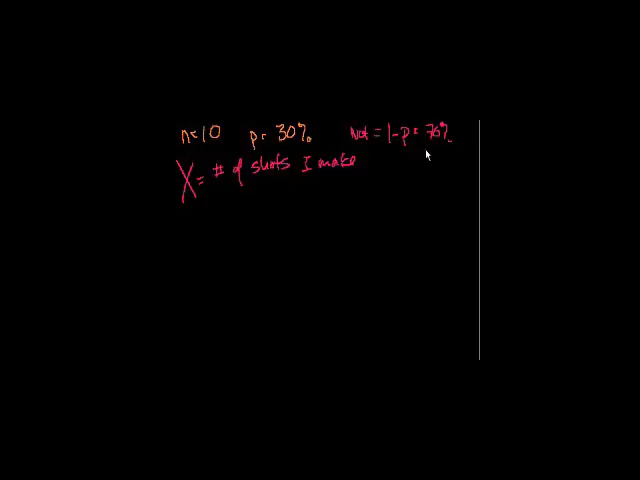 n=10 p= 30%. Not = 1-p= 70%.
X= # of shots I make